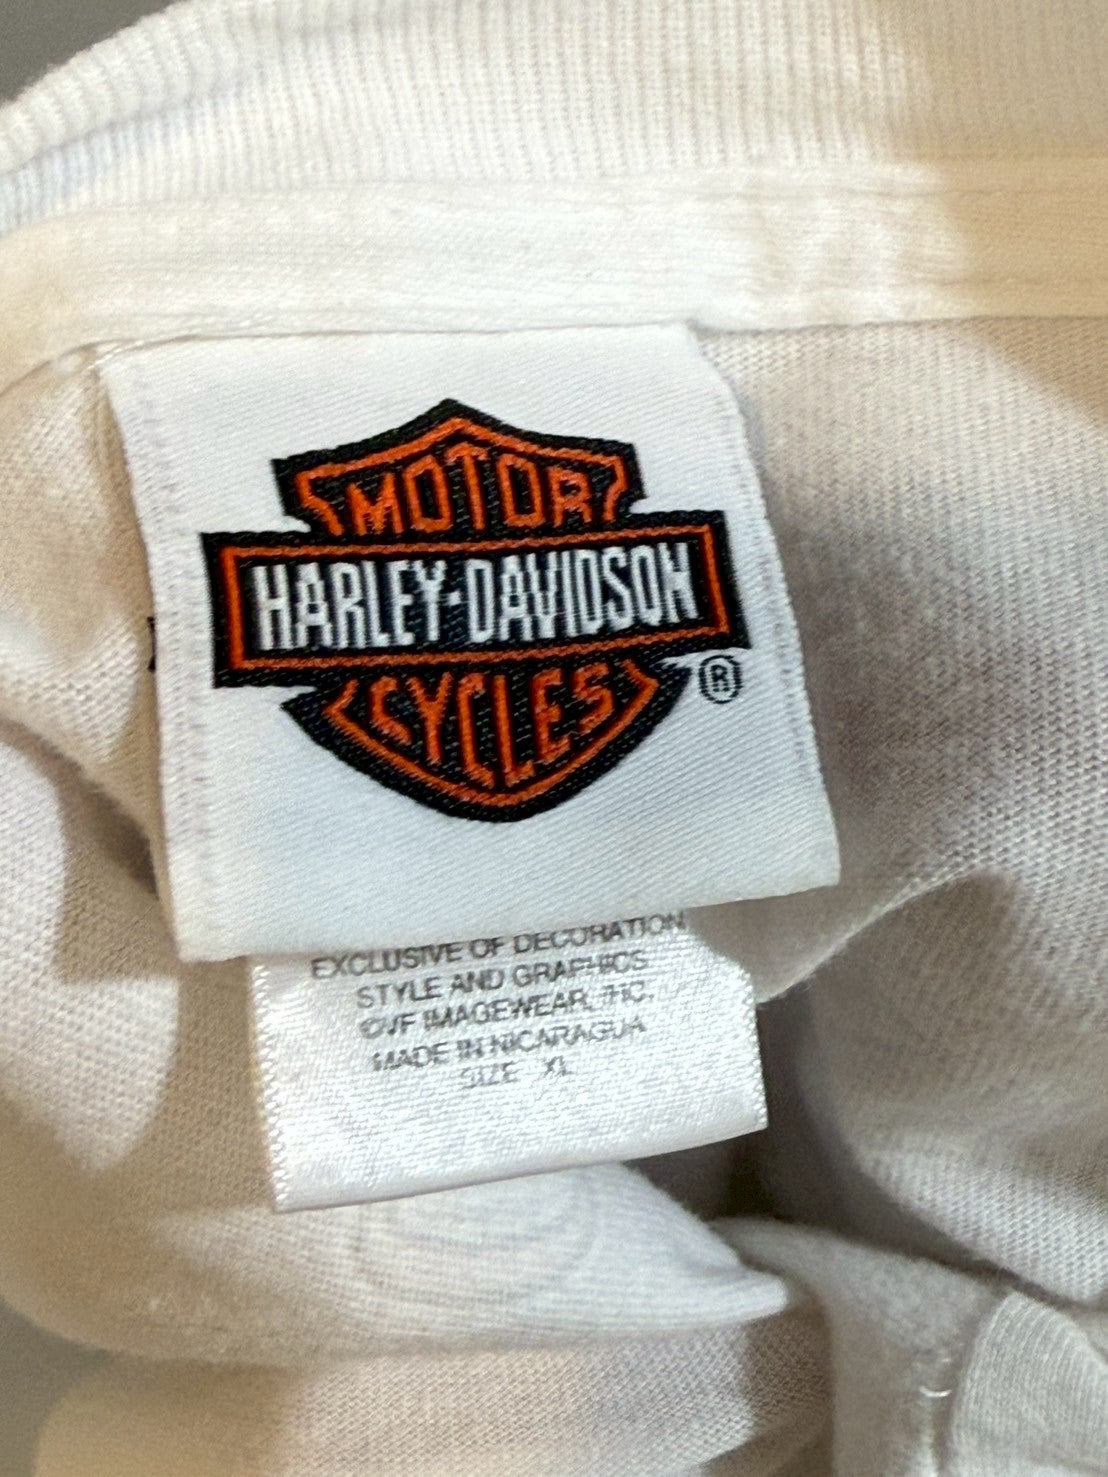 MOTOR
HARLEY-DAVIDSON
CYCLES
®
EXCLUSIVE OF DECORATION
STYLE AND GRAPHICS
©VF IMAGEWEAR, INC.
MADE IN NICARAGUA
SIZE XL